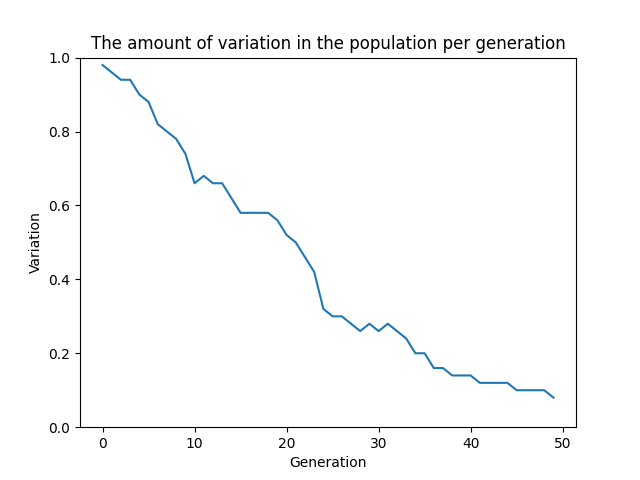 The amount of variation in the population per generation
1.0
0.8
0.6
0.4
0.2
0.0
Variation
0 10 20 30 40 50
Generation